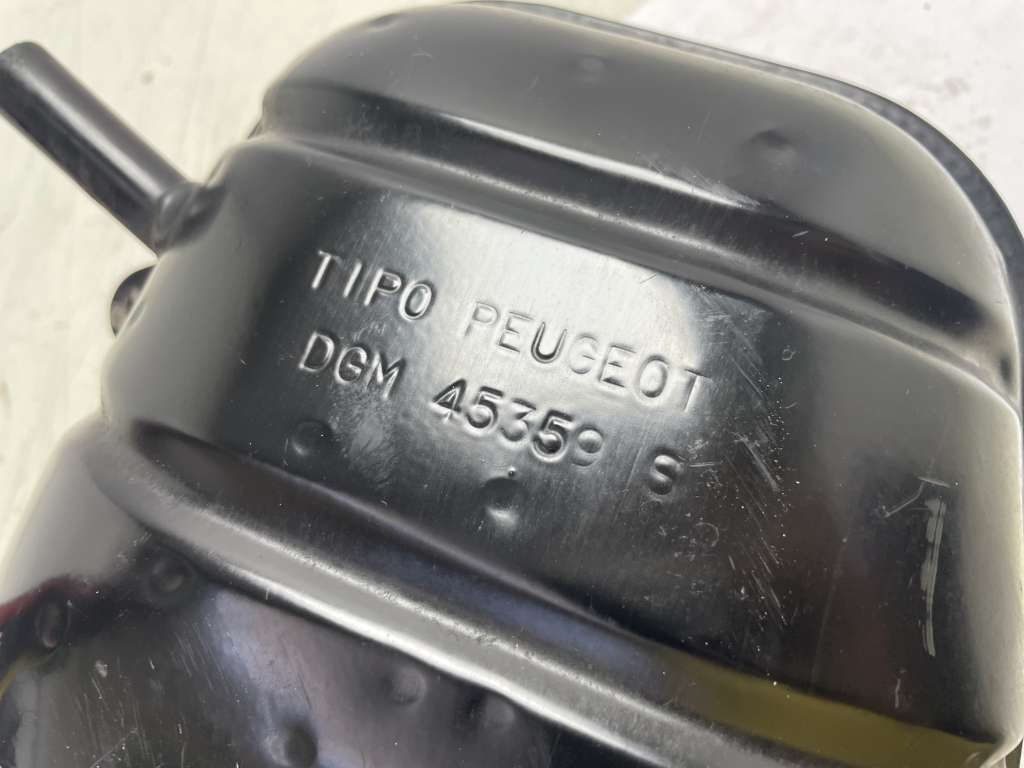 TIPO PEUGEOT
DGM 45359 S